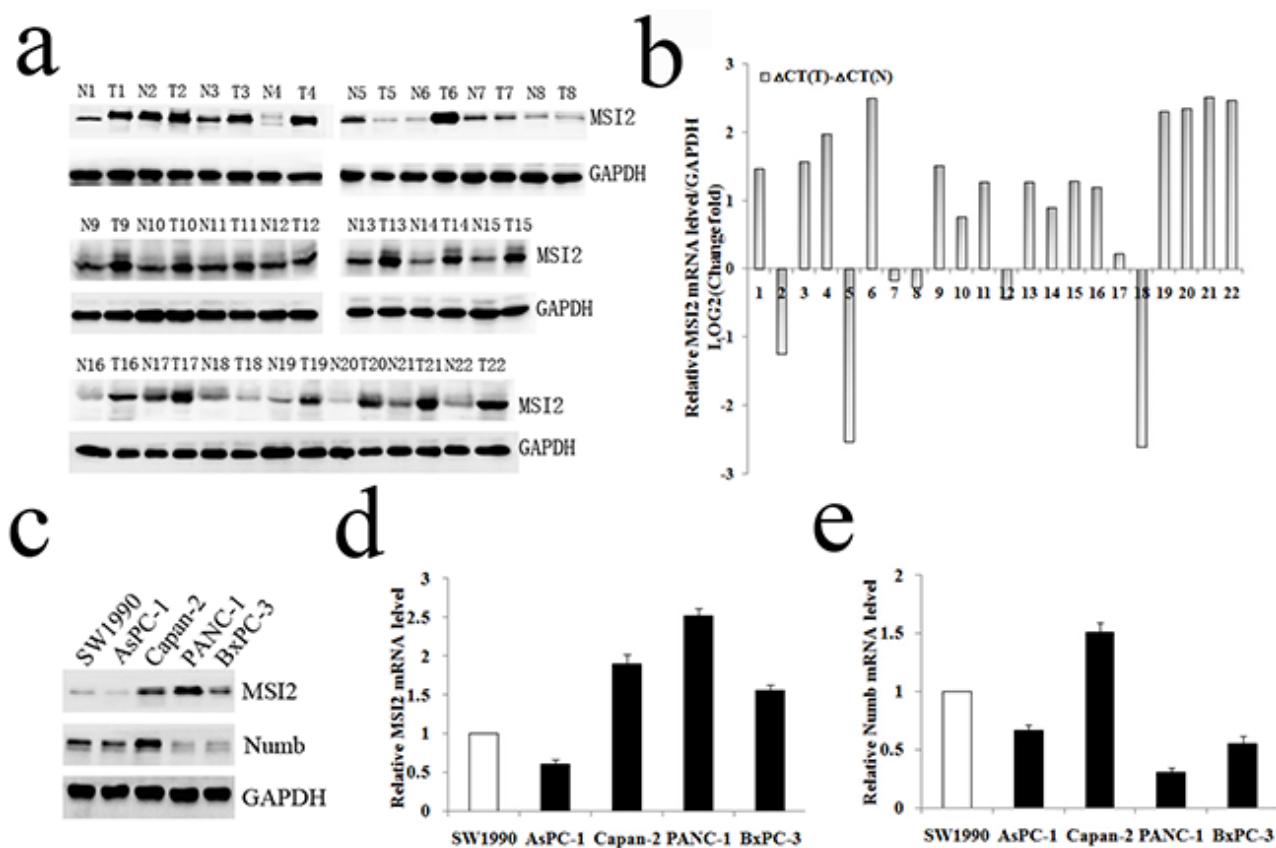 a
N1 T1 N2 T2 N3 T3 N4 T4
N5 T5 N6 T6 N7 T7 N8 T8
MSI2
GAPDH
N9 T9 N10 T10 N11 T11 N12 T12
N13 T13 N14 T14 N15 T15
MSI2
GAPDH
N16 T16 N17 T17 N18 T18 N19 T19 N20 T20 N21 T21 N22 T22
MSI2
GAPDH
b
ΔCT(T)-ΔCT(N)
Relative MSI2 mRNA level/GAPDH
LOG2 (Change fold)
3
2
1
0
-1
-2
-3
1 2 3 4 5 6 7 8 9 10 11 12 13 14 15 16 17 18 19 20 21 22
c
SW1990
AsPC-1
Capan-2
PANC-1
BxPC-3
MSI2
Numb
GAPDH
d
Relative MSI2 mRNA lelvel
3
2.5
2
1.5
1
0.5
0
SW1990 AsPC-1 Capan-2 PANC-1 BxPC-3
e
Relative Numb mRNA level
2
1.5
1
0.5
0
SW1990 AsPC-1 Capan-2 PANC-1 BxPC-3